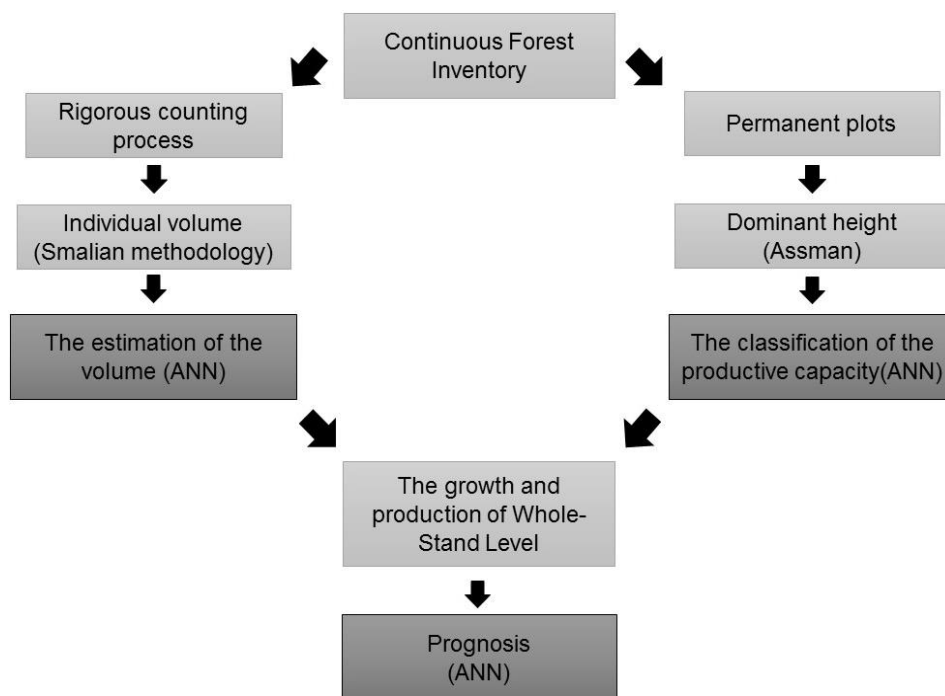 Continuous Forest
Inventory
Rigorous counting
process
Permanent plots
Individual volume
(Smalian methodology)
Dominant height
(Assman)
The estimation of the
volume (ANN)
The classification of the
productive capacity(ANN)
The growth and
production of Whole-
Stand Level
Prognosis
(ANN)